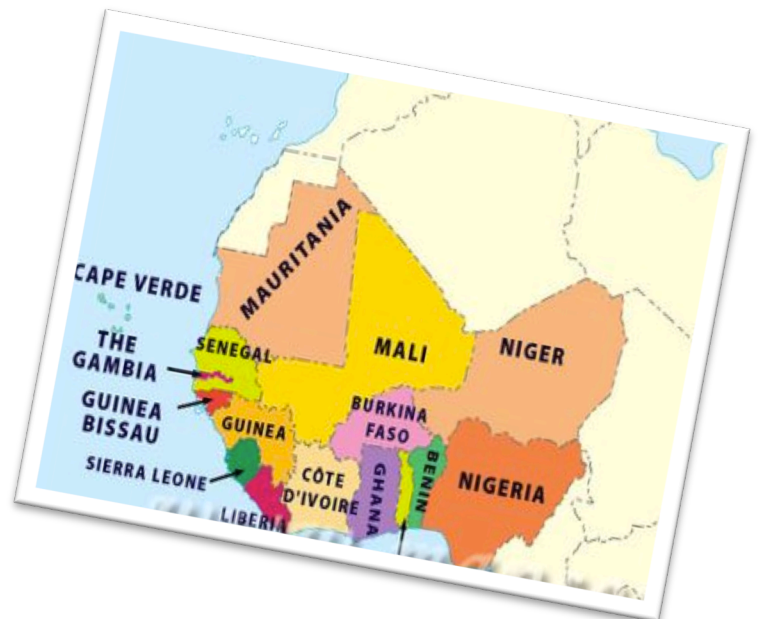 MAURITANIA
CAPE VERDE
SENEGAL
MALI
NIGER
THE
GAMBIA
GUINEA
BISSAU
GUINEA
BURKINA
FASO
SIERRA LEONE
LIBERIA
CÔTE
D'IVOIRE
GHANA
BENIN
NIGERIA